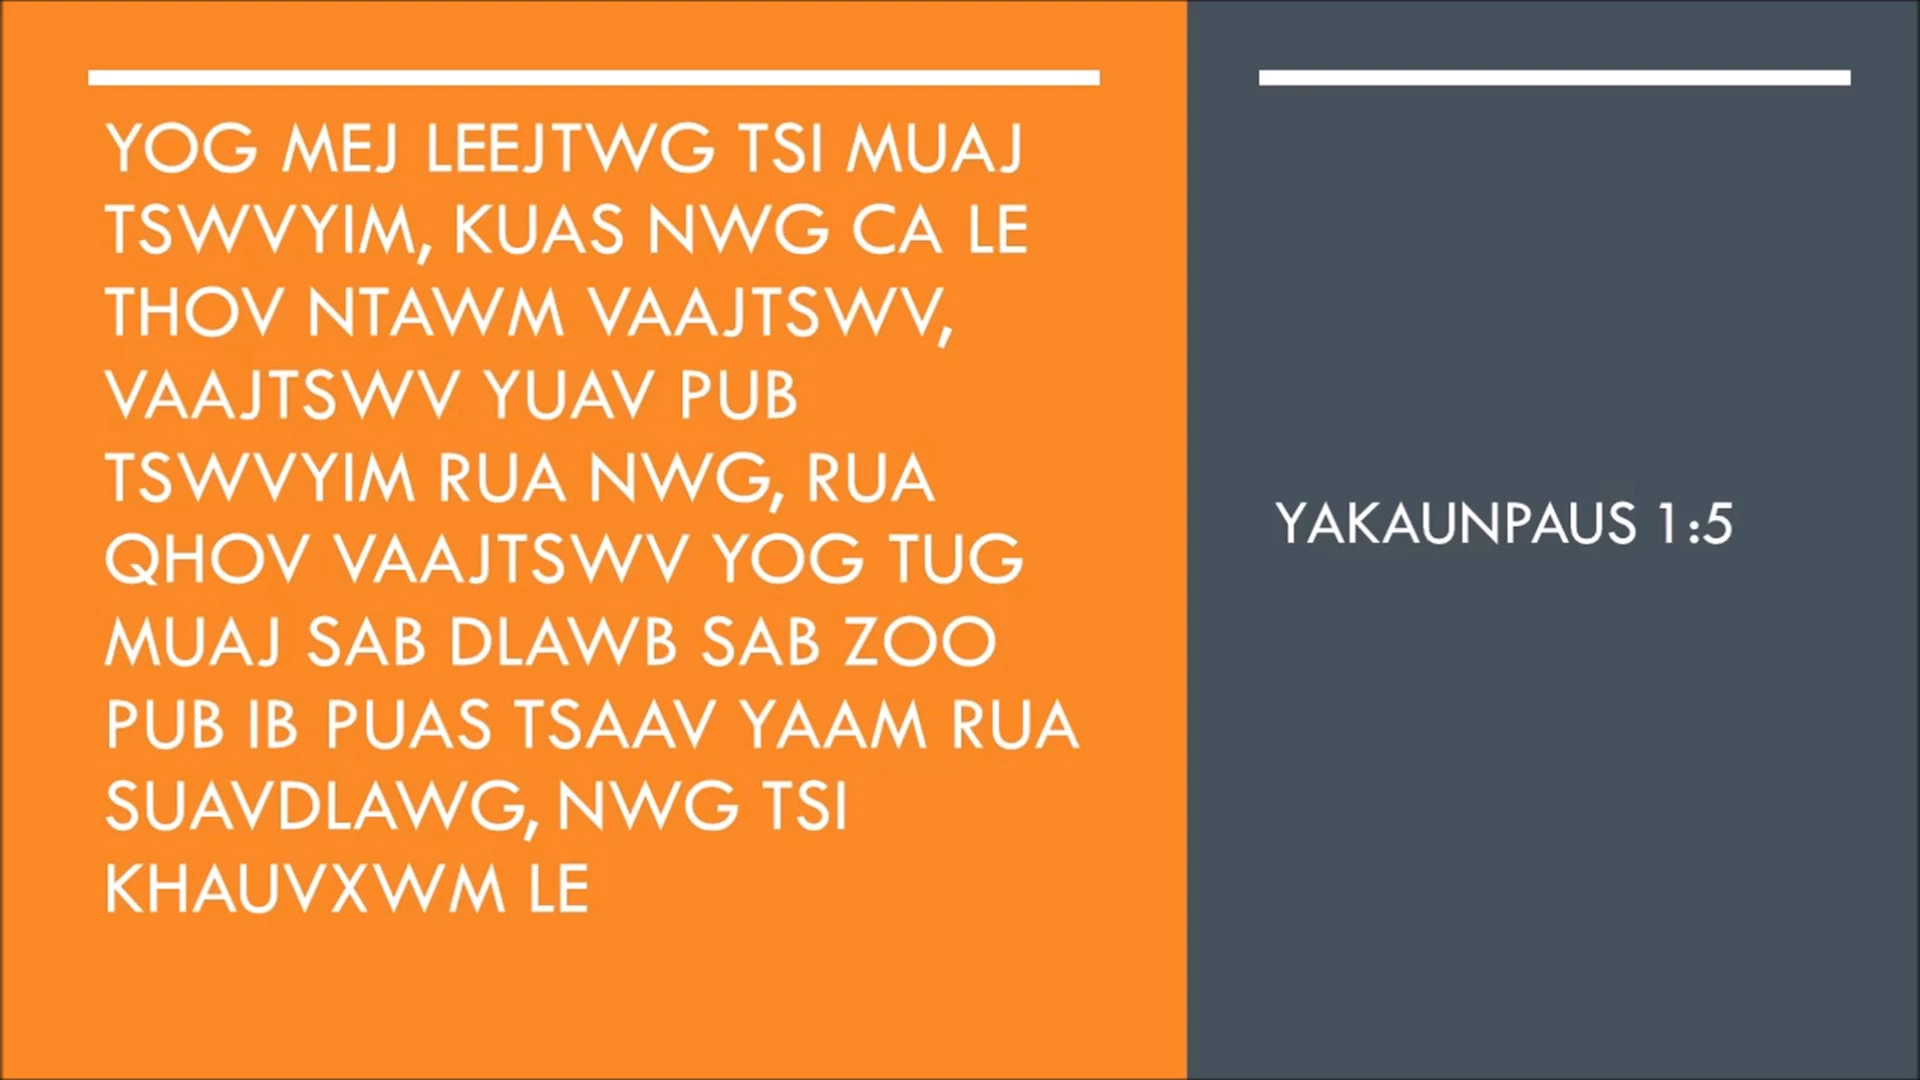 YOG MEJ LEEJTWG TSI MUAJ
TSWVYIM, KUAS NWG CA LE
THOV NTAWM VAAJTSWV,
VAAJTSWV YUAV PUB
TSWVYIM RUA NWG, RUA
QHOV VAAJTSWV YOG TUG
MUAJ SAB DLAWB SAB ZOO
PUB IB PUAS TSAAV YAAM RUA
SUAVDLAWG, NWG TSI
KHAUVXWM LE
YAKAUNPAUS 1:5